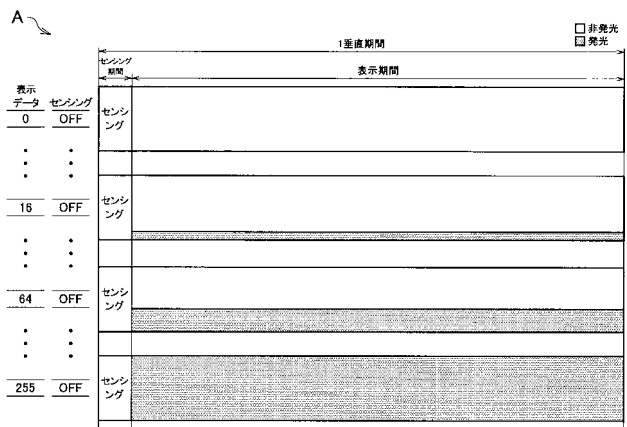 A
□ 非発光
▩ 発光
1垂直期間
センシング
期間
表示期間
表示
データ センシング
0 OFF
センシ
ング
・ ・
・ ・
・ ・
16 OFF
センシ
ング
・ ・
・ ・
・ ・
64 OFF
センシ
ング
・ ・
・ ・
・ ・
255 OFF
センシ
ング